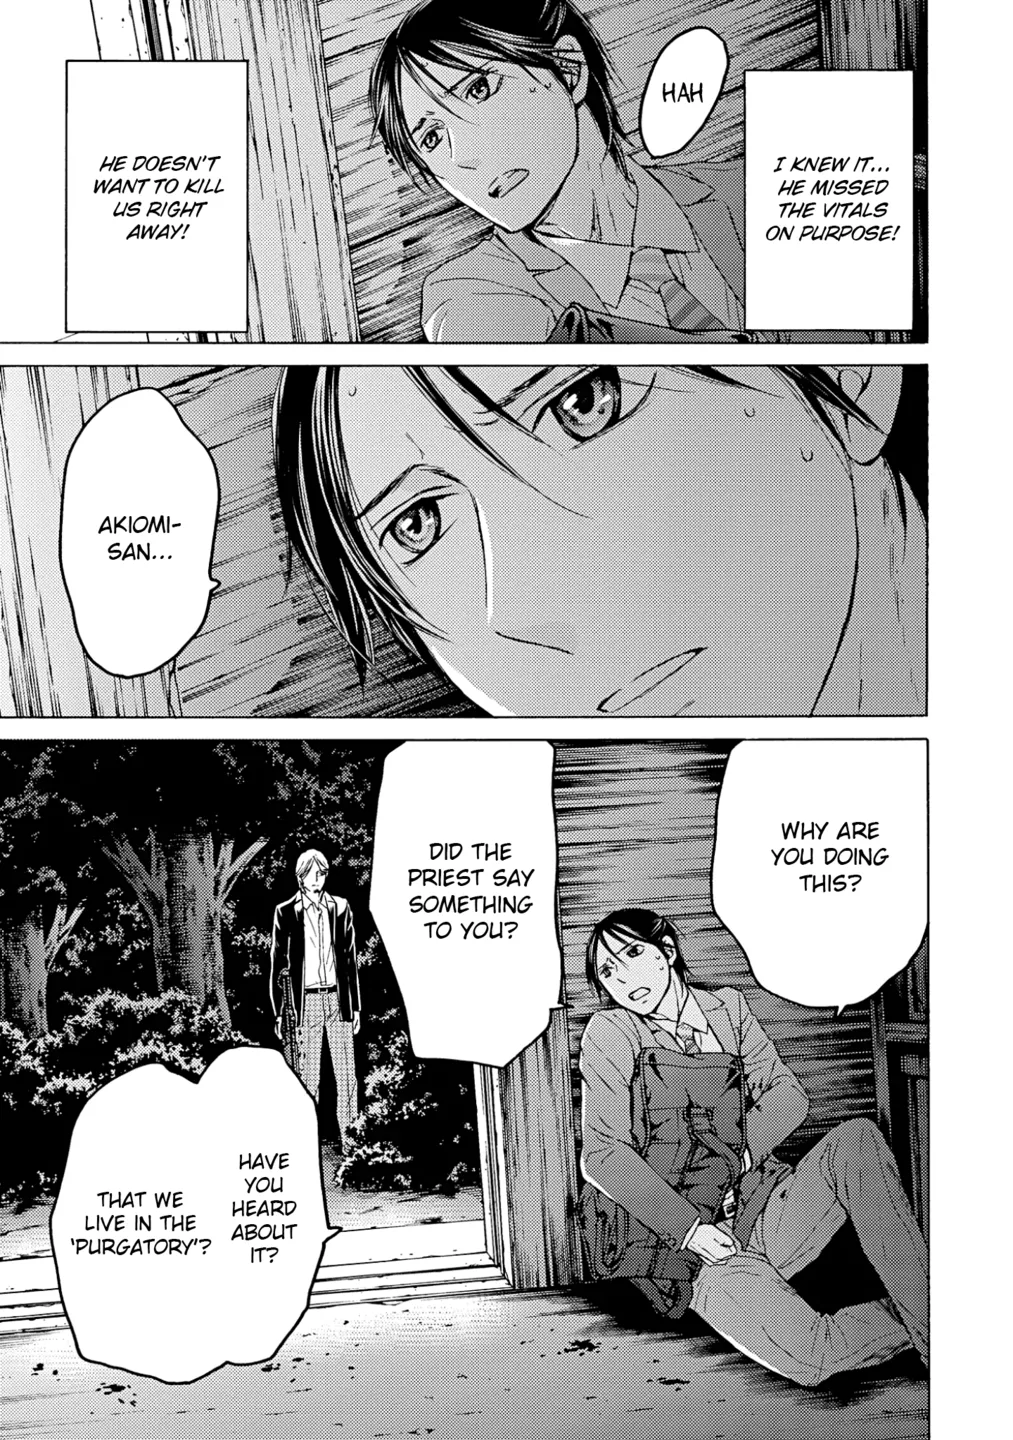 HAH
I KNEW IT...
HE MISSED
THE VITALS
ON PURPOSE!
HE DOESN'T
WANT TO KILL
US RIGHT
AWAY!
AKIOMI-
SAN...
WHY ARE
YOU DOING
THIS?
DID THE
PRIEST SAY
SOMETHING
TO YOU?
HAVE
YOU
HEARD
ABOUT
IT?
THAT WE
LIVE IN THE
'PURGATORY'?